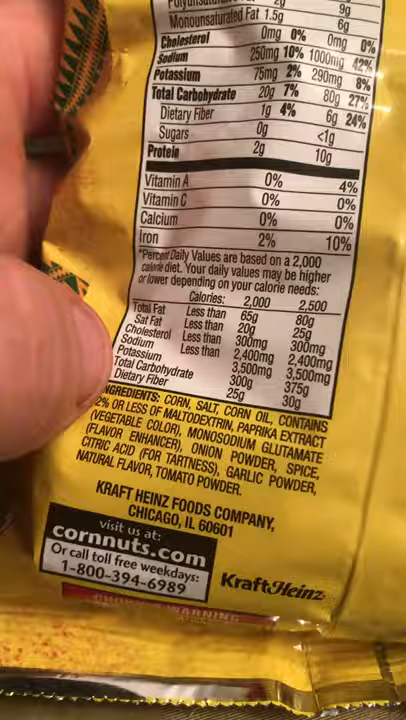 2g 9g
Monounsaturated Fat 1.5g 6g
Cholesterol 0mg 0% 0mg 0%
Sodium 250mg 10% 1000mg 42%
Potassium 75mg 2% 290mg 8%
Total Carbohydrate 20g 7% 80g 27%
Dietary Fiber 1g 4% 6g 24%
Sugars 0g <1g
Protein 2g 10g
Vitamin A 0% 4%
Vitamin C 0% 0%
Calcium 0% 0%
Iron 2% 10%
*Percent Daily Values are based on a 2,000
calorie diet. Your daily values may be higher
or lower depending on your calorie needs:
Calories: 2,000 2,500
Total Fat Less than 65g 80g
Sat Fat Less than 20g 25g
Cholesterol Less than 300mg 300mg
Sodium Less than 2,400mg 2,400mg
Potassium 3,500mg 3,500mg
Total Carbohydrate 300g 375g
Dietary Fiber 25g 30g
INGREDIENTS: CORN, SALT, CORN OIL, CONTAINS
2% OR LESS OF MALTODEXTRIN, PAPRIKA EXTRACT
(VEGETABLE COLOR), MONOSODIUM GLUTAMATE
(FLAVOR ENHANCER), ONION POWDER, SPICE,
CITRIC ACID (FOR TARTNESS), GARLIC POWDER,
NATURAL FLAVOR, TOMATO POWDER.
KRAFT HEINZ FOODS COMPANY,
CHICAGO, IL 60601
visit us at:
cornnuts.com
Or call toll free weekdays:
1-800-394-6989
KraftHeinz
WARNING